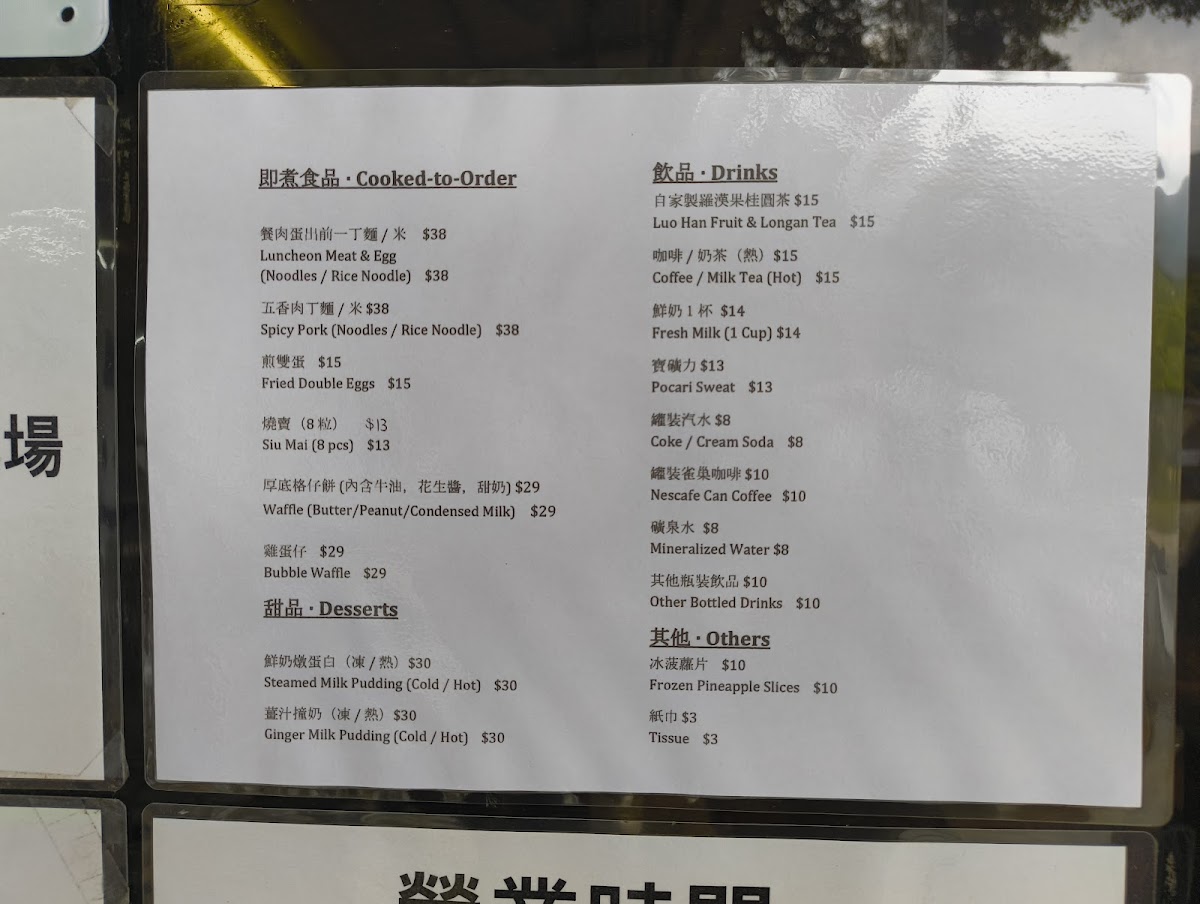 場
即煮食品 · Cooked-to-Order
餐肉蛋出前一丁麵 / 米 $38
Luncheon Meat & Egg
(Noodles / Rice Noodle) $38
五香肉丁麵 / 米 $38
Spicy Pork (Noodles / Rice Noodle) $38
煎雙蛋 $15
Fried Double Eggs $15
燒賣（8 粒） $13
Siu Mai (8 pcs) $13
厚底格仔餅 (內含牛油，花生醬，甜奶) $29
Waffle (Butter/Peanut/Condensed Milk) $29
雞蛋仔 $29
Bubble Waffle $29
甜品 · Desserts
鮮奶燉蛋白（凍 / 熱）$30
Steamed Milk Pudding (Cold / Hot) $30
薑汁撞奶（凍 / 熱）$30
Ginger Milk Pudding (Cold / Hot) $30
飲品 · Drinks
自家製羅漢果桂圓茶 $15
Luo Han Fruit & Longan Tea $15
咖啡 / 奶茶（熱）$15
Coffee / Milk Tea (Hot) $15
鮮奶 1 杯 $14
Fresh Milk (1 Cup) $14
寶礦力 $13
Pocari Sweat $13
罐裝汽水 $8
Coke / Cream Soda $8
罐裝雀巢咖啡 $10
Nescafe Can Coffee $10
礦泉水 $8
Mineralized Water $8
其他瓶裝飲品 $10
Other Bottled Drinks $10
其他 · Others
冰菠蘿片 $10
Frozen Pineapple Slices $10
紙巾 $3
Tissue $3
營業時間